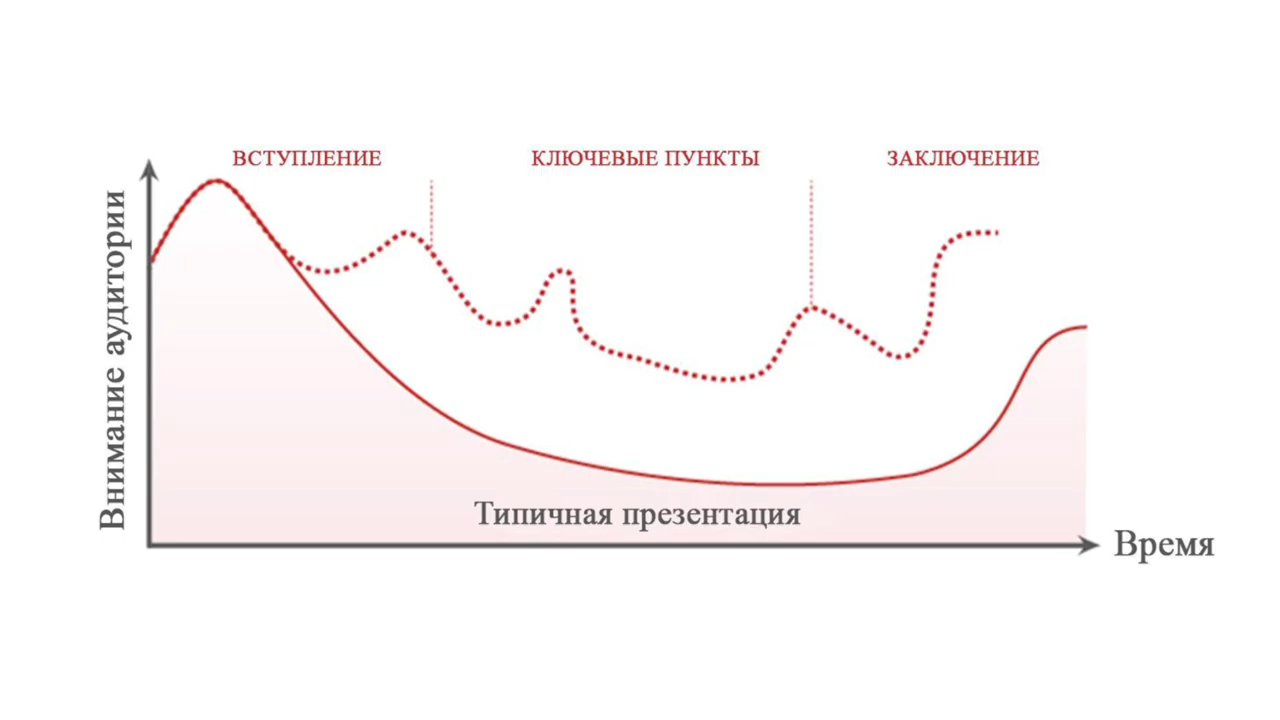 ВСТУПЛЕНИЕ
КЛЮЧЕВЫЕ ПУНКТЫ
ЗАКЛЮЧЕНИЕ
Внимание аудитории
Типичная презентация
Время